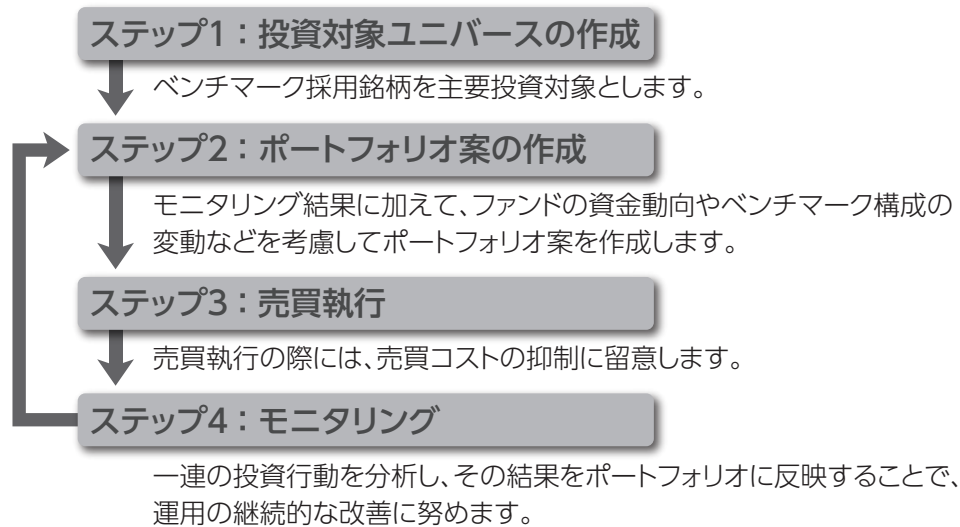 ステップ1：投資対象ユニバースの作成
ベンチマーク採用銘柄を主要投資対象とします。
ステップ2：ポートフォリオ案の作成
モニタリング結果に加えて、ファンドの資金動向やベンチマーク構成の
変動などを考慮してポートフォリオ案を作成します。
ステップ3：売買執行
売買執行の際には、売買コストの抑制に留意します。
ステップ4：モニタリング
一連の投資行動を分析し、その結果をポートフォリオに反映することで、
運用の継続的な改善に努めます。